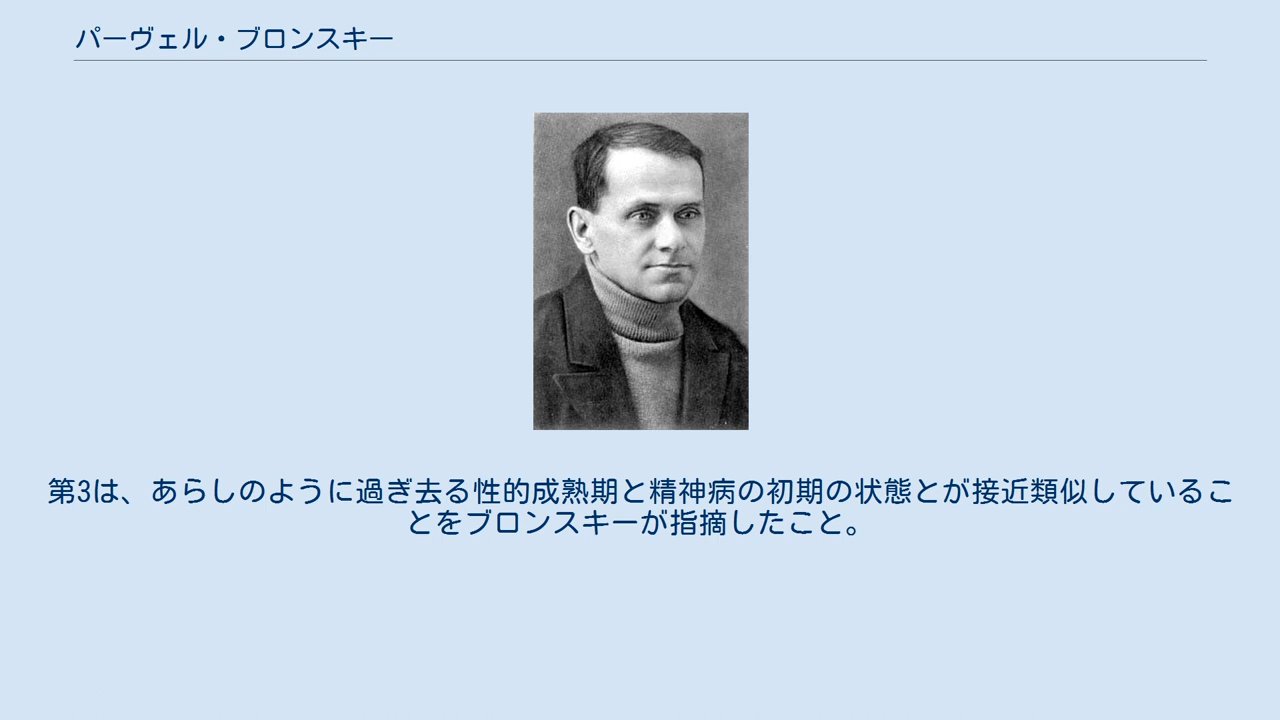 パーヴェル・ブロンスキー
第3は、あらしのように過ぎ去る性的成熟期と精神病の初期の状態とが接近類似しているこ
とをブロンスキーが指摘したこと。